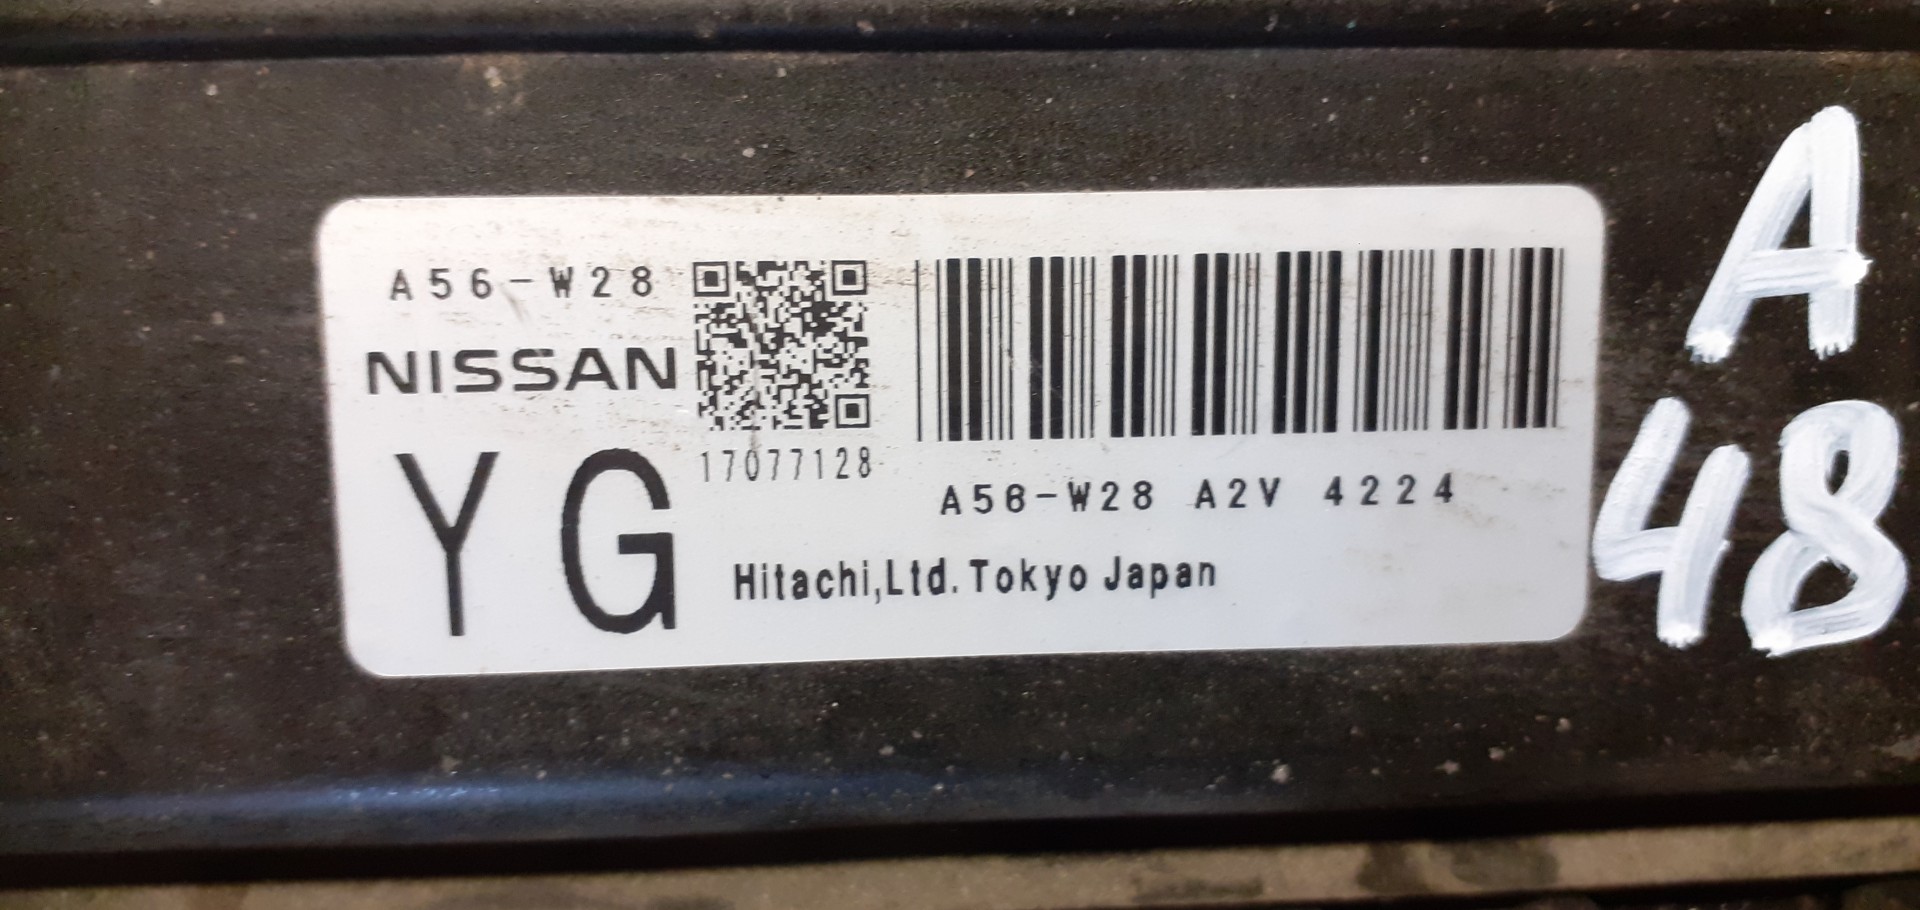 A56-W28
NISSAN
YG
17077128
A56-W28 A2V 4224
Hitachi,Ltd. Tokyo Japan
A
48